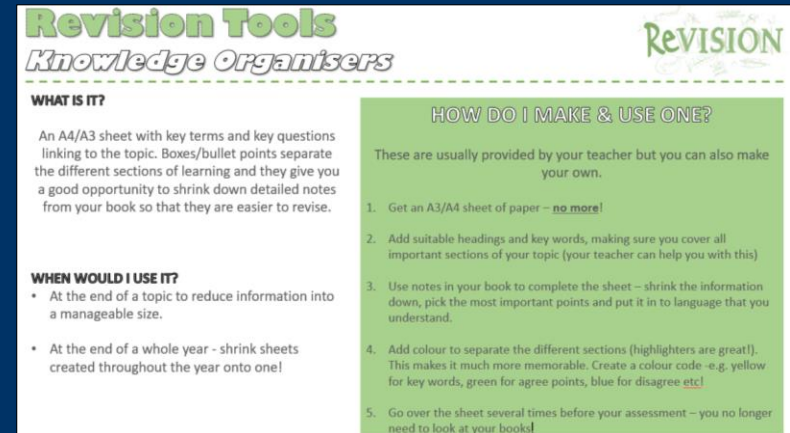 Revision Tools
Knowledge Organisers
ReVISION
WHAT IS IT?
An A4/A3 sheet with key terms and key questions
linking to the topic. Boxes/bullet points separate
the different sections of learning and they give you
a good opportunity to shrink down detailed notes
from your book so that they are easier to revise.
WHEN WOULD I USE IT?
• At the end of a topic to reduce information into
a manageable size.
• At the end of a whole year - shrink sheets
created throughout the year onto one!
HOW DO I MAKE & USE ONE?
These are usually provided by your teacher but you can also make
your own.
1. Get an A3/A4 sheet of paper – no more!
2. Add suitable headings and key words, making sure you cover all
important sections of your topic (your teacher can help you with this)
3. Use notes in your book to complete the sheet – shrink the information
down, pick the most important points and put it in to language that you
understand.
4. Add colour to separate the different sections (highlighters are great!).
This makes it much more memorable. Create a colour code -e.g. yellow
for key words, green for agree points, blue for disagree etc!
5. Go over the sheet several times before your assessment – you no longer
need to look at your books!